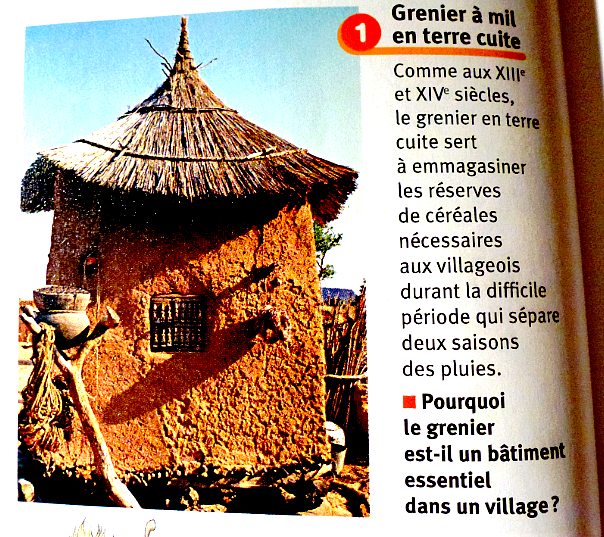 1
Grenier à mil
en terre cuite
Comme aux XIIIe
et XIVe siècles,
le grenier en terre
cuite sert
à emmagasiner
les réserves
de céréales
nécessaires
aux villageois
durant la difficile
période qui sépare
deux saisons
des pluies.
Pourquoi
le grenier
est-il un bâtiment
essentiel
dans un village ?